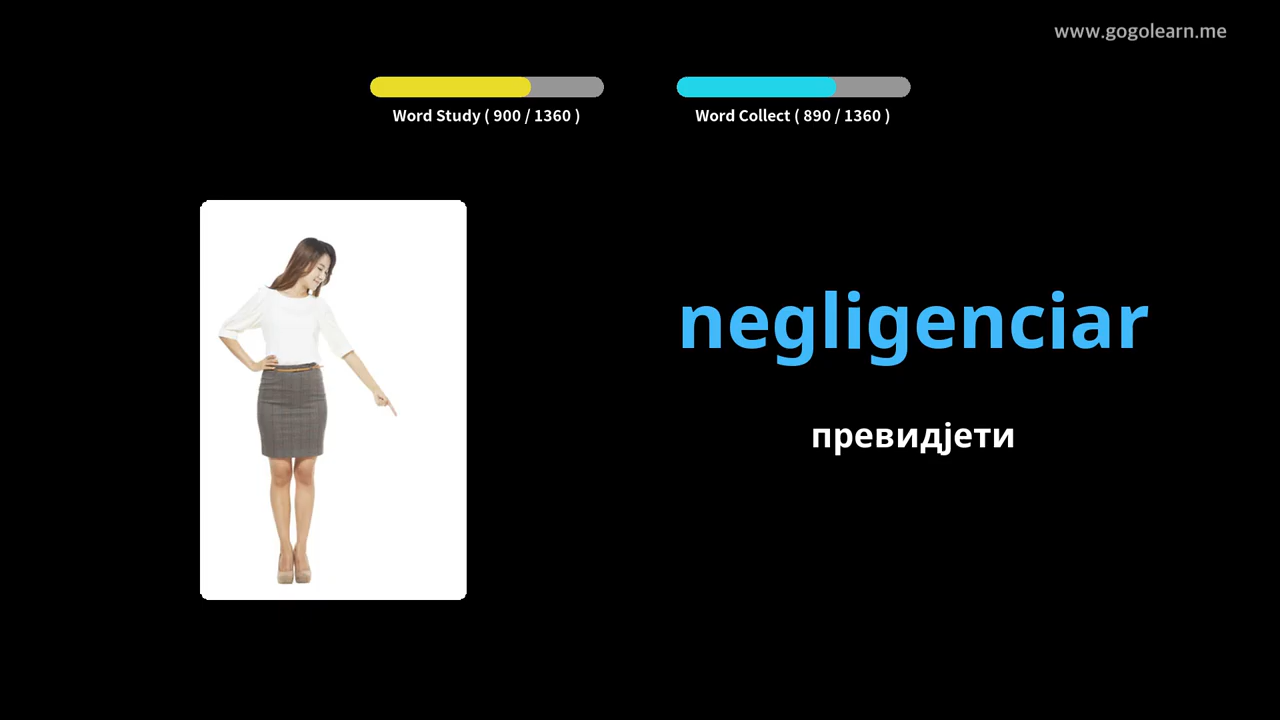 www.gogolearn.me
Word Study ( 900 / 1360 )
Word Collect ( 890 / 1360 )
negligenciar
превидјети